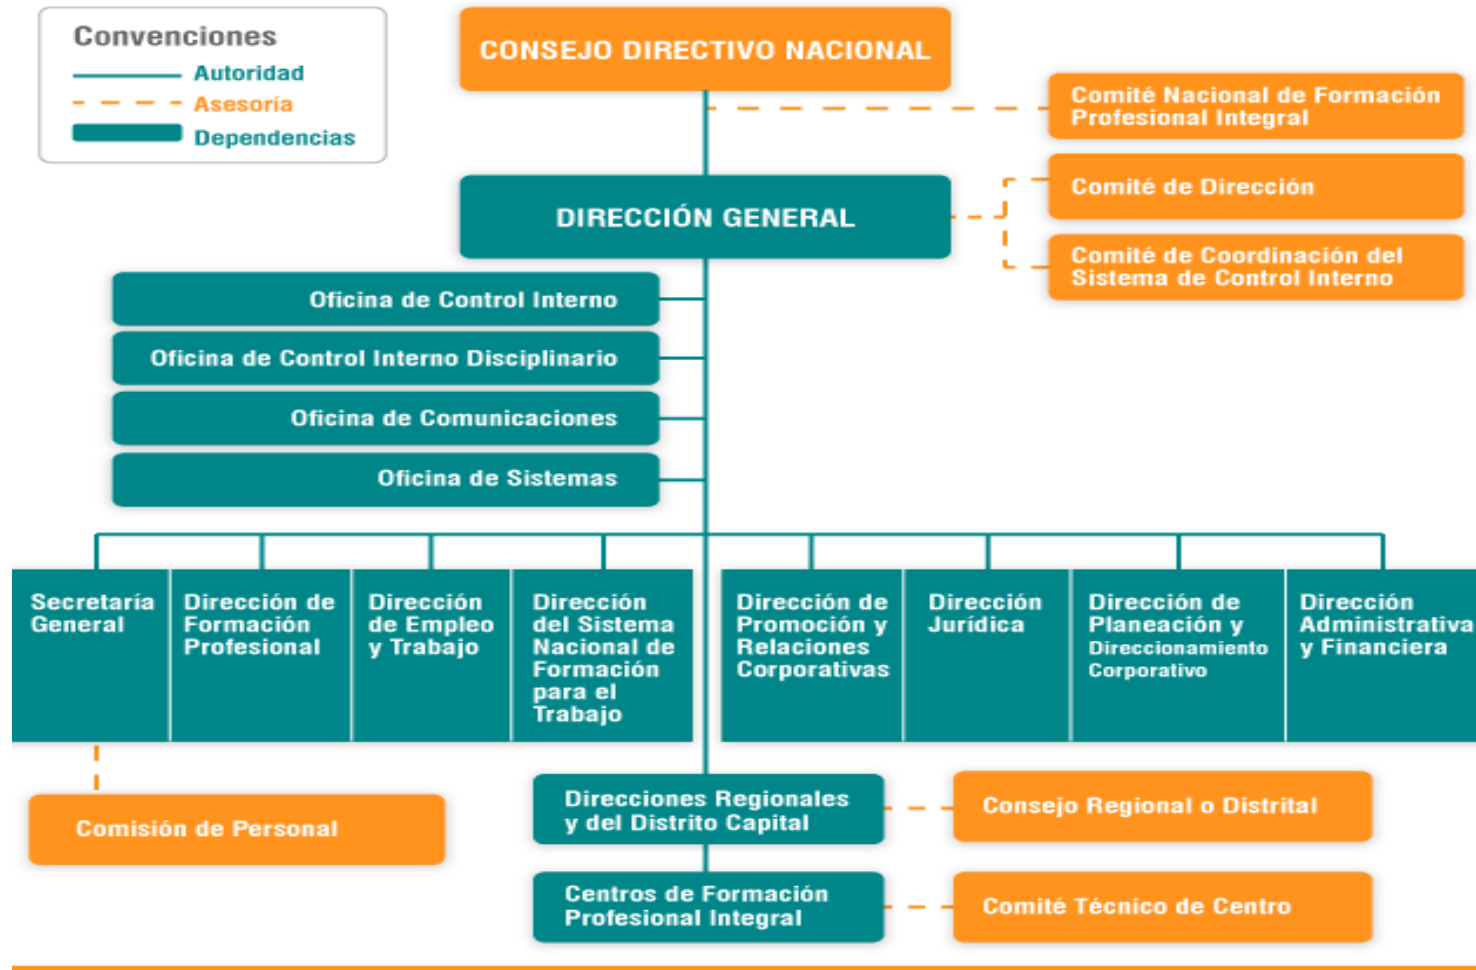 Convenciones
Autoridad
Asesoría
Dependencias
CONSEJO DIRECTIVO NACIONAL
Comité Nacional de Formación
Profesional Integral
DIRECCIÓN GENERAL
Comité de Dirección
Comité de Coordinación del
Sistema de Control Interno
Oficina de Control Interno
Oficina de Control Interno Disciplinario
Oficina de Comunicaciones
Oficina de Sistemas
Secretaría
General
Dirección de
Formación
Profesional
Dirección
de Empleo
y Trabajo
Dirección
del Sistema
Nacional de
Formación
para el
Trabajo
Dirección de
Promoción y
Relaciones
Corporativas
Dirección
Jurídica
Dirección de
Planeación y
Direccionamiento
Corporativo
Dirección
Administrativa
y Financiera
Comisión de Personal
Direcciones Regionales
y del Distrito Capital
Consejo Regional o Distrital
Centros de Formación
Profesional Integral
Comité Técnico de Centro